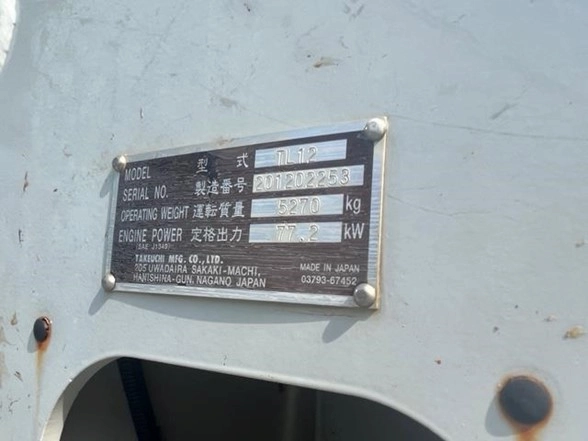 MODEL 型式 TL12
SERIAL NO. 製造番号 201202253
OPERATING WEIGHT 運転質量 5270 kg
ENGINE POWER 定格出力 77.2 kW
(SAE J1349)
TAKEUCHI MFG. CO., LTD.
205 UWADAIRA SAKAKI-MACHI, MADE IN JAPAN
HANISHINA-GUN, NAGANO JAPAN 03793-67452